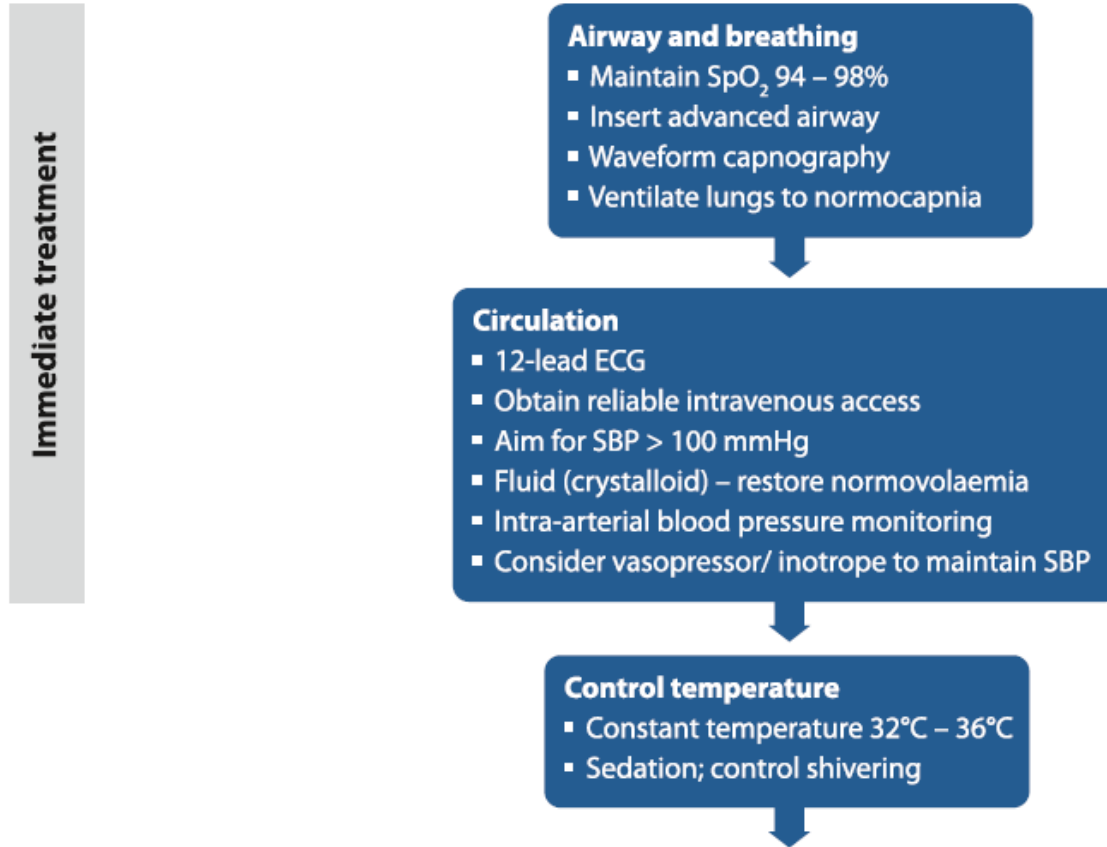 Immediate treatment
Airway and breathing
▪ Maintain SpO₂ 94 – 98%
▪ Insert advanced airway
▪ Waveform capnography
▪ Ventilate lungs to normocapnia
Circulation
▪ 12-lead ECG
▪ Obtain reliable intravenous access
▪ Aim for SBP > 100 mmHg
▪ Fluid (crystalloid) – restore normovolaemia
▪ Intra-arterial blood pressure monitoring
▪ Consider vasopressor/ inotrope to maintain SBP
Control temperature
▪ Constant temperature 32°C – 36°C
▪ Sedation; control shivering